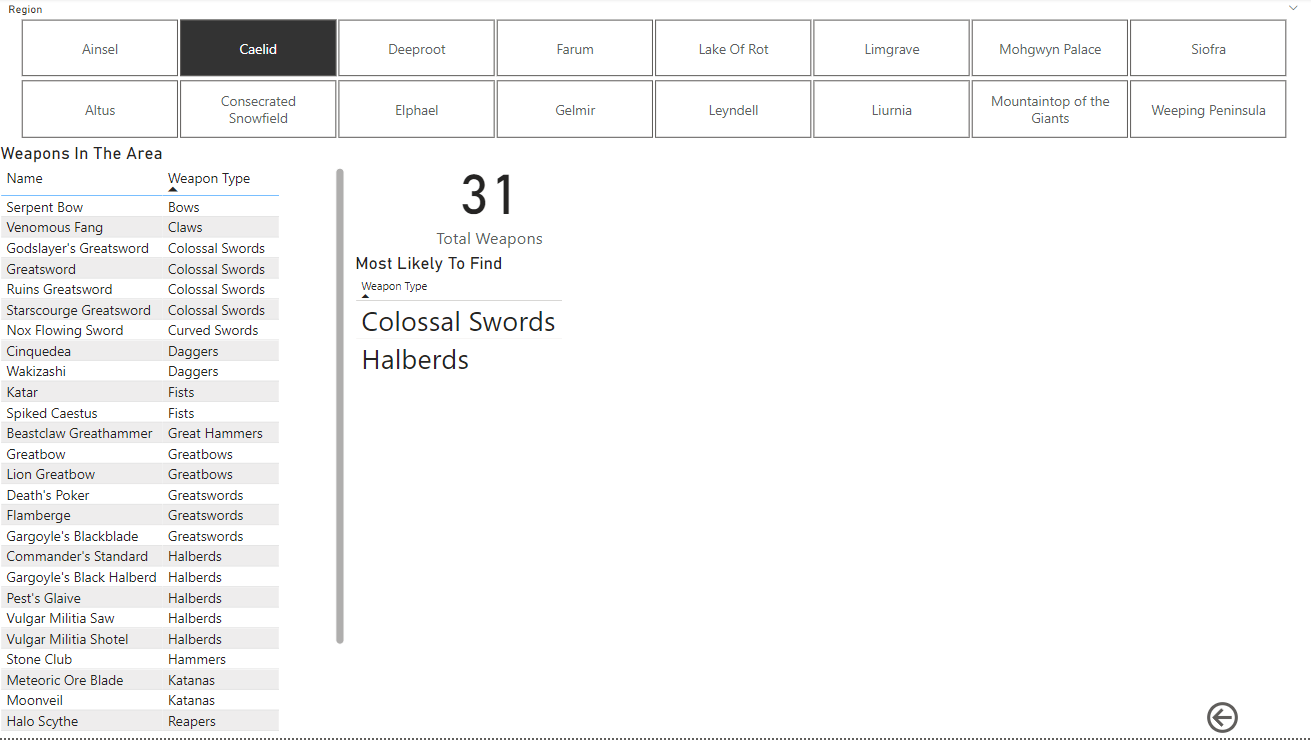 Region
Ainsel Caelid Deeproot Farum Lake Of Rot Limgrave Mohgwyn Palace Siofra
Altus Consecrated Snowfield Elphael Gelmir Leyndell Liurnia Mountaintop of the Giants Weeping Peninsula
Weapons In The Area
Name Weapon Type
Serpent Bow Bows
Venomous Fang Claws
Godslayer's Greatsword Colossal Swords
Greatsword Colossal Swords
Ruins Greatsword Colossal Swords
Starscourge Greatsword Colossal Swords
Nox Flowing Sword Curved Swords
Cinquedea Daggers
Wakizashi Daggers
Katar Fists
Spiked Caestus Fists
Beastclaw Greathammer Great Hammers
Greatbow Greatbows
Lion Greatbow Greatbows
Death's Poker Greatswords
Flamberge Greatswords
Gargoyle's Blackblade Greatswords
Commander's Standard Halberds
Gargoyle's Black Halberd Halberds
Pest's Glaive Halberds
Vulgar Militia Saw Halberds
Vulgar Militia Shotel Halberds
Stone Club Hammers
Meteoric Ore Blade Katanas
Moonveil Katanas
Halo Scythe Reapers
31
Total Weapons
Most Likely To Find
Weapon Type
Colossal Swords
Halberds